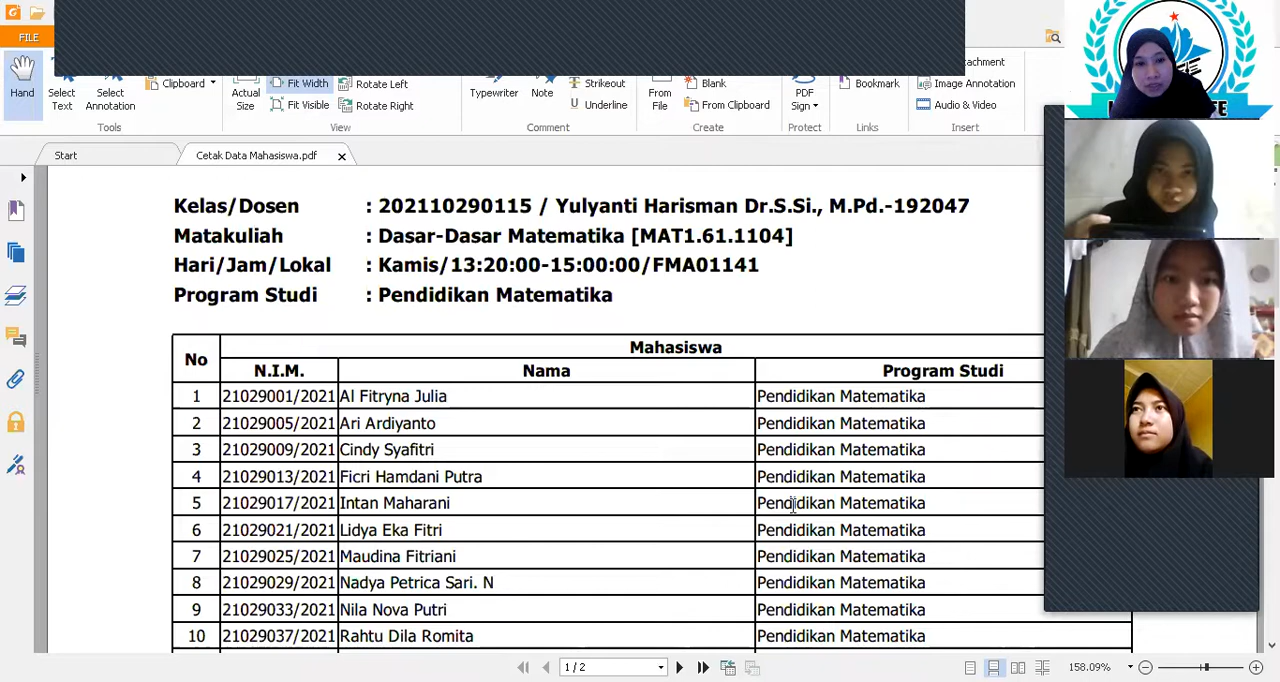 FILE
Hand
Select Text
Select Annotation
Clipboard
Actual Size
Fit Width
Fit Visible
Rotate Left
Rotate Right
Typewriter
Note
Strikeout
Underline
From File
Blank
From Clipboard
PDF Sign
Bookmark
Image Annotation
Audio & Video
Tools
View
Comment
Create
Protect
Links
Insert
Start
Cetak Data Mahasiswa.pdf
Kelas/Dosen : 202110290115 / Yulyanti Harisman Dr.S.Si., M.Pd.-192047
Matakuliah : Dasar-Dasar Matematika [MAT1.61.1104]
Hari/Jam/Lokal : Kamis/13:20:00-15:00:00/FMA01141
Program Studi : Pendidikan Matematika
No Mahasiswa
N.I.M. Nama Program Studi
1 21029001/2021 Al Fitryna Julia Pendidikan Matematika
2 21029005/2021 Ari Ardiyanto Pendidikan Matematika
3 21029009/2021 Cindy Syafitri Pendidikan Matematika
4 21029013/2021 Ficri Hamdani Putra Pendidikan Matematika
5 21029017/2021 Intan Maharani Pendidikan Matematika
6 21029021/2021 Lidya Eka Fitri Pendidikan Matematika
7 21029025/2021 Maudina Fitriani Pendidikan Matematika
8 21029029/2021 Nadya Petrica Sari. N Pendidikan Matematika
9 21029033/2021 Nila Nova Putri Pendidikan Matematika
10 21029037/2021 Rahtu Dila Romita Pendidikan Matematika
1 / 2
158.09%